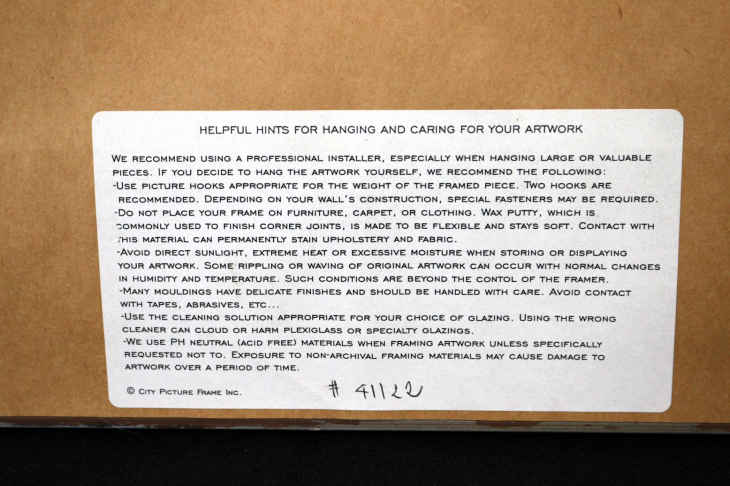 HELPFUL HINTS FOR HANGING AND CARING FOR YOUR ARTWORK
WE RECOMMEND USING A PROFESSIONAL INSTALLER, ESPECIALLY WHEN HANGING LARGE OR VALUABLE
PIECES. IF YOU DECIDE TO HANG THE ARTWORK YOURSELF, WE RECOMMEND THE FOLLOWING:
-USE PICTURE HOOKS APPROPRIATE FOR THE WEIGHT OF THE FRAMED PIECE. TWO HOOKS ARE
RECOMMENDED. DEPENDING ON YOUR WALL'S CONSTRUCTION, SPECIAL FASTENERS MAY BE REQUIRED.
-DO NOT PLACE YOUR FRAME ON FURNITURE, CARPET, OR CLOTHING. WAX PUTTY, WHICH IS
COMMONLY USED TO FINISH CORNER JOINTS, IS MADE TO BE FLEXIBLE AND STAYS SOFT. CONTACT WITH
THIS MATERIAL CAN PERMANENTLY STAIN UPHOLSTERY AND FABRIC.
-AVOID DIRECT SUNLIGHT, EXTREME HEAT OR EXCESSIVE MOISTURE WHEN STORING OR DISPLAYING
YOUR ARTWORK. SOME RIPPLING OR WAVING OF ORIGINAL ARTWORK CAN OCCUR WITH NORMAL CHANGES
IN HUMIDITY AND TEMPERATURE. SUCH CONDITIONS ARE BEYOND THE CONTOL OF THE FRAMER.
-MANY MOULDINGS HAVE DELICATE FINISHES AND SHOULD BE HANDLED WITH CARE. AVOID CONTACT
WITH TAPES, ABRASIVES, ETC...
-USE THE CLEANING SOLUTION APPROPRIATE FOR YOUR CHOICE OF GLAZING. USING THE WRONG
CLEANER CAN CLOUD OR HARM PLEXIGLASS OR SPECIALTY GLAZINGS.
-WE USE PH NEUTRAL (ACID FREE) MATERIALS WHEN FRAMING ARTWORK UNLESS SPECIFICALLY
REQUESTED NOT TO. EXPOSURE TO NON-ARCHIVAL FRAMING MATERIALS MAY CAUSE DAMAGE TO
ARTWORK OVER A PERIOD OF TIME.
© CITY PICTURE FRAME INC.
# 41122